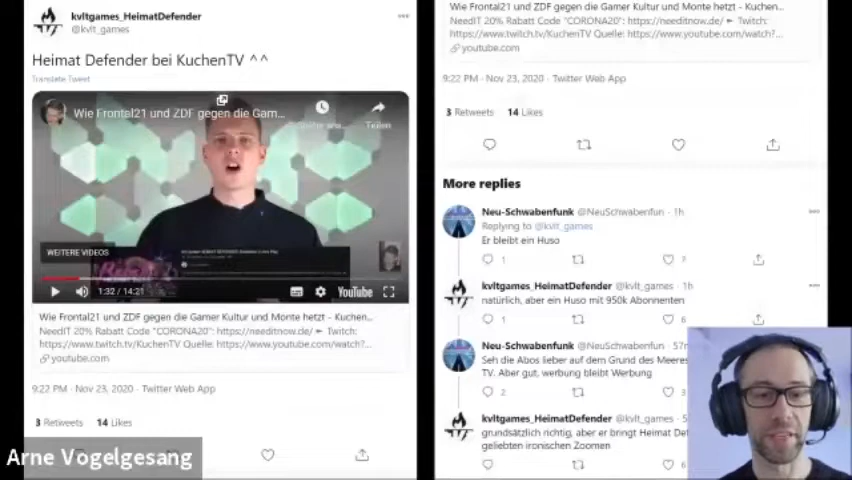 kvltgames_HeimatDefender
@kvlt_games
Heimat Defender bei KuchenTV ^^
Translate Tweet
Wie Frontal21 und ZDF gegen die Gam...
Teilen
WEITERE VIDEOS
1:32 / 14:21
YouTube
Wie Frontal21 und ZDF gegen die Gamer Kultur und Monte hetzt - Kuchen...
NeedIT 20% Rabatt Code "CORONA20": https://needitnow.de/ ► Twitch:
https://www.twitch.tv/KuchenTV Quelle: https://www.youtube.com/watch?...
youtube.com
9:22 PM · Nov 23, 2020 · Twitter Web App
3 Retweets 14 Likes
Arne Vogelgesang
Wie Frontal21 und ZDF gegen die Gamer Kultur und Monte hetzt - Kuchen...
NeedIT 20% Rabatt Code "CORONA20": https://needitnow.de/ ► Twitch:
https://www.twitch.tv/KuchenTV Quelle: https://www.youtube.com/watch?...
youtube.com
9:22 PM · Nov 23, 2020 · Twitter Web App
3 Retweets 14 Likes
More replies
Neu-Schwabenfunk @NeuSchwabenfun · 1h
Replying to @kvlt_games
Er bleibt ein Huso
1
kvltgames_HeimatDefender @kvlt_games · 1h
natürlich, aber ein Huso mit 950k Abonnenten
1 6
Neu-Schwabenfunk @NeuSchwabenfun · 57
Seh die Abos lieber auf dem Grund des Meeres
TV. Aber gut, werbung bleibt Werbung
2
kvltgames_HeimatDefender @kvlt_games · 5
grundsätzlich richtig, aber er bringt Heimat Def
geliebten ironischen Zoomen
6